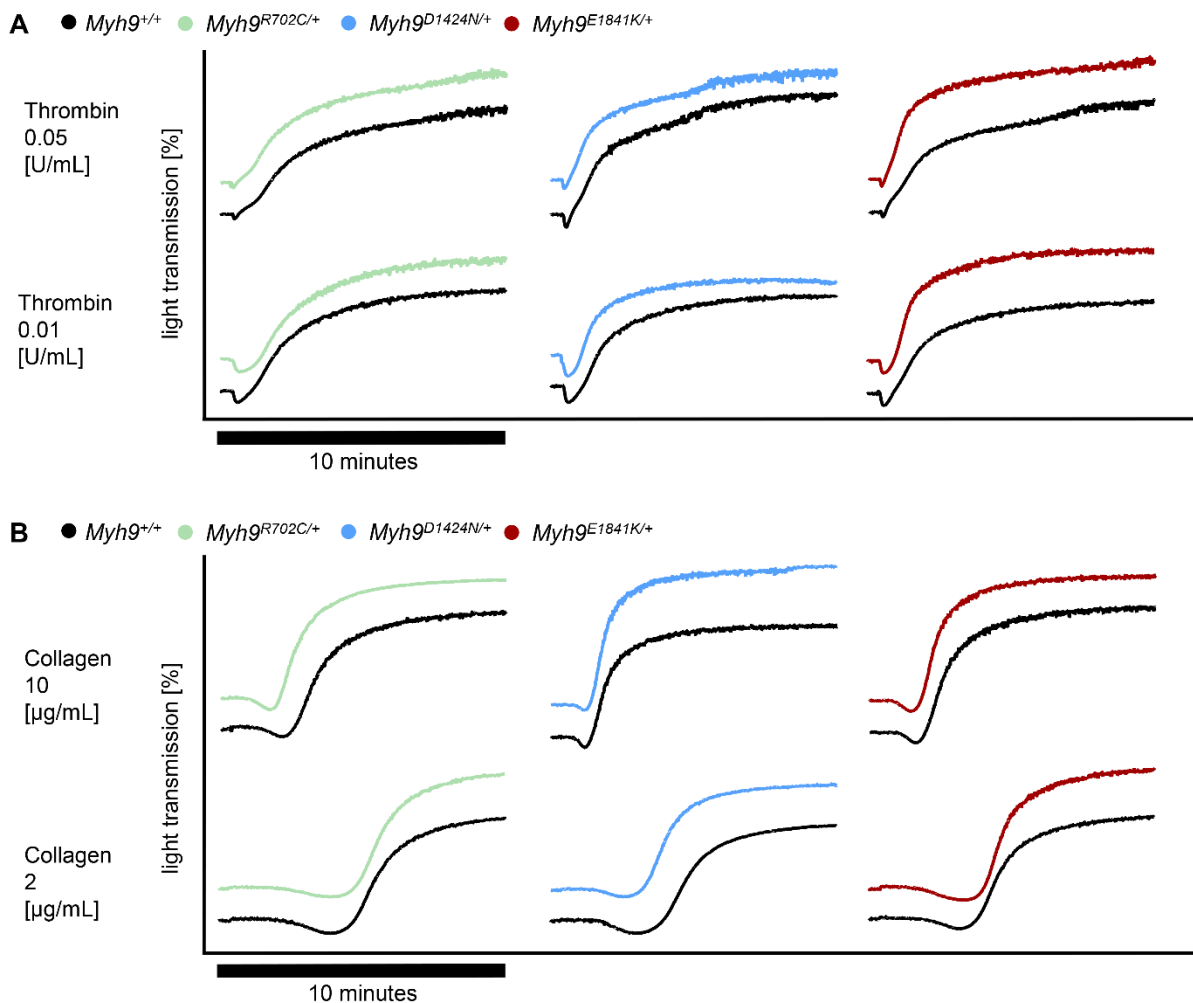 A
Myh9+/+ Myh9R702C/+ Myh9D1424N/+ Myh9E1841K/+
Thrombin
0.05
[U/mL]
light transmission [%]
Thrombin
0.01
[U/mL]
10 minutes
B
Myh9+/+ Myh9R702C/+ Myh9D1424N/+ Myh9E1841K/+
Collagen
10
[µg/mL]
light transmission [%]
Collagen
2
[µg/mL]
10 minutes